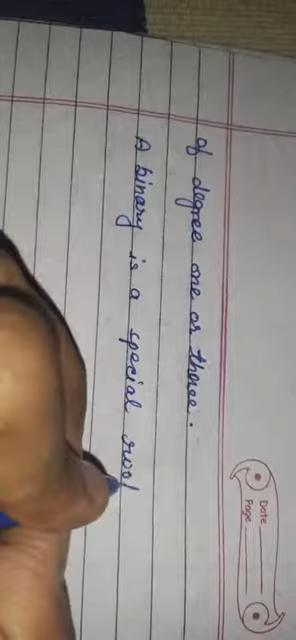 Date
Page
of degree one or three.
A binary is a special